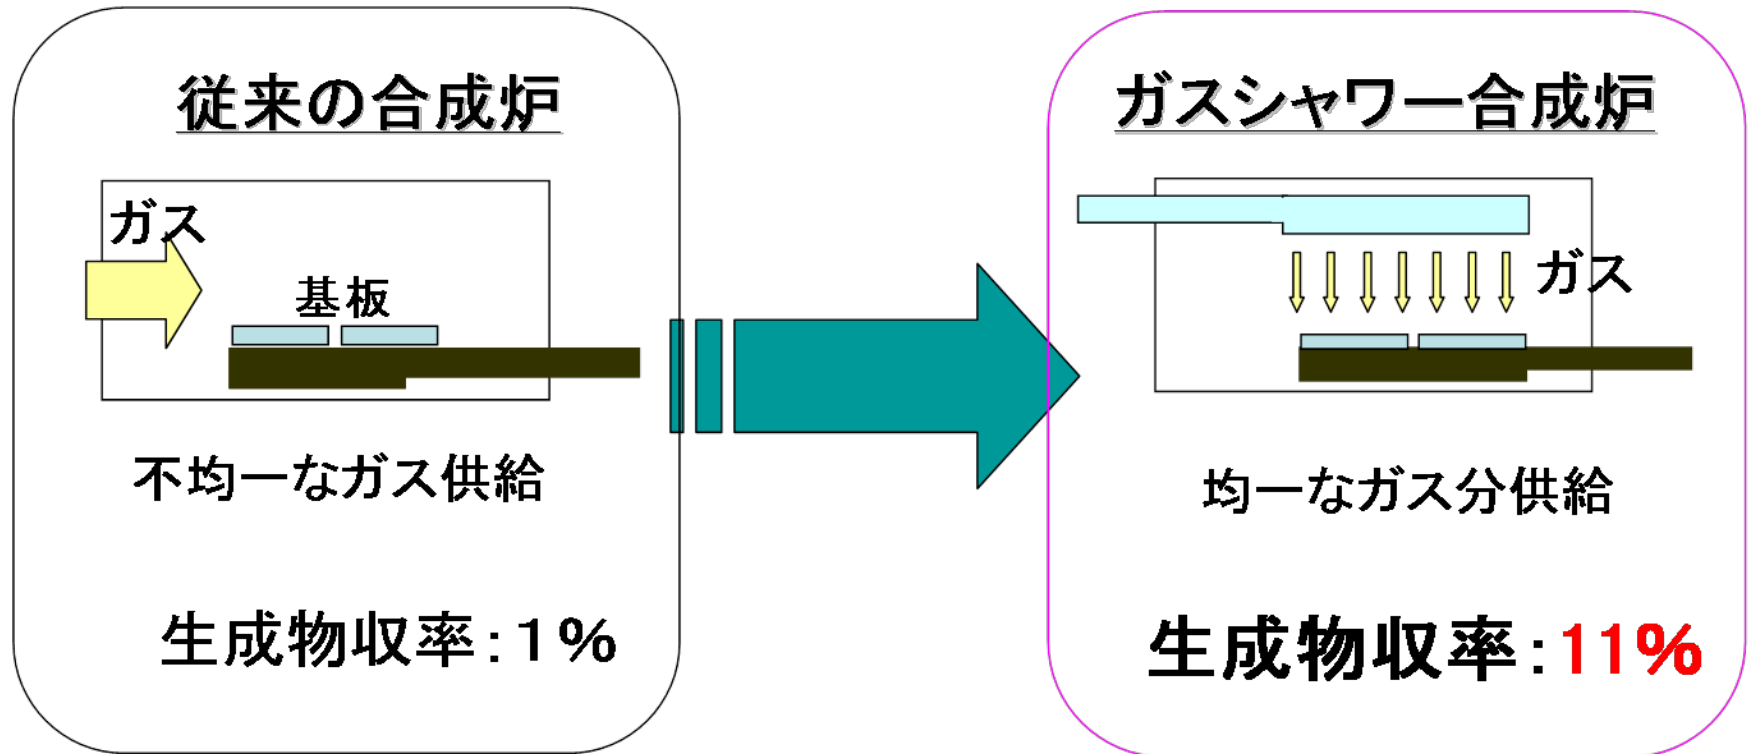 従来の合成炉
ガス
基板
不均一なガス供給
生成物収率:1%
ガスシャワー合成炉
ガス
均一なガス分供給
生成物収率:11%